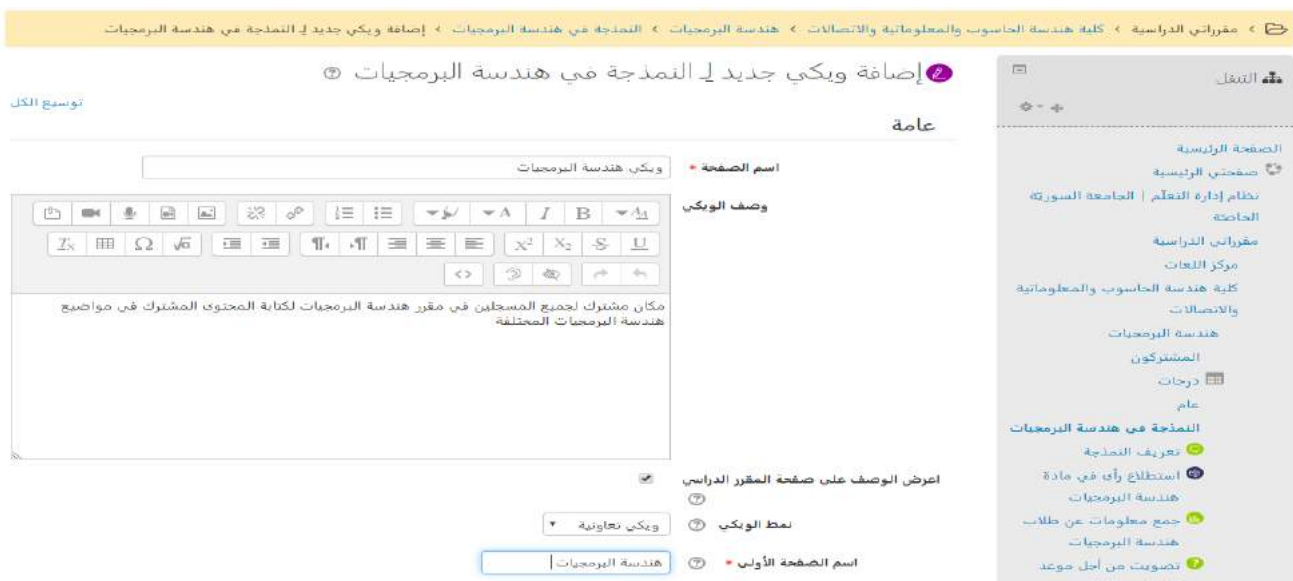 مقرراتي الدراسية › كلية هندسة الحاسوب والمعلوماتية والاتصالات › هندسة البرمجيات › النمذجة في هندسة البرمجيات › إضافة ويكي جديد لِـ النمذجة في هندسة البرمجيات
التنقل
الصفحة الرئيسية
صفحتي الرئيسية
نظام إدارة التعلّم | الجامعة السوريّة
الخاصّة
مقرراتي الدراسية
مركز اللغات
كلية هندسة الحاسوب والمعلوماتية
والاتصالات
هندسة البرمجيات
المشتركون
درجات
عام
النمذجة في هندسة البرمجيات
تعريف النمذجة
استطلاع رأي في مادة
هندسة البرمجيات
جمع معلومات عن طلاب
هندسة البرمجيات
تصويت من أجل موعد
إضافة ويكي جديد لِـ النمذجة في هندسة البرمجيات
توسيع الكل
عامة
اسم الصفحة * ويكي هندسة البرمجيات
وصف الويكي
مكان مشترك لجميع المسجلين في مقرر هندسة البرمجيات لكتابة المحتوى المشترك في مواضيع
هندسة البرمجيات المختلفة
اعرض الوصف على صفحة المقرر الدراسي
نمط الويكي ويكي تعاونية
اسم الصفحة الأولى * هندسة البرمجيات